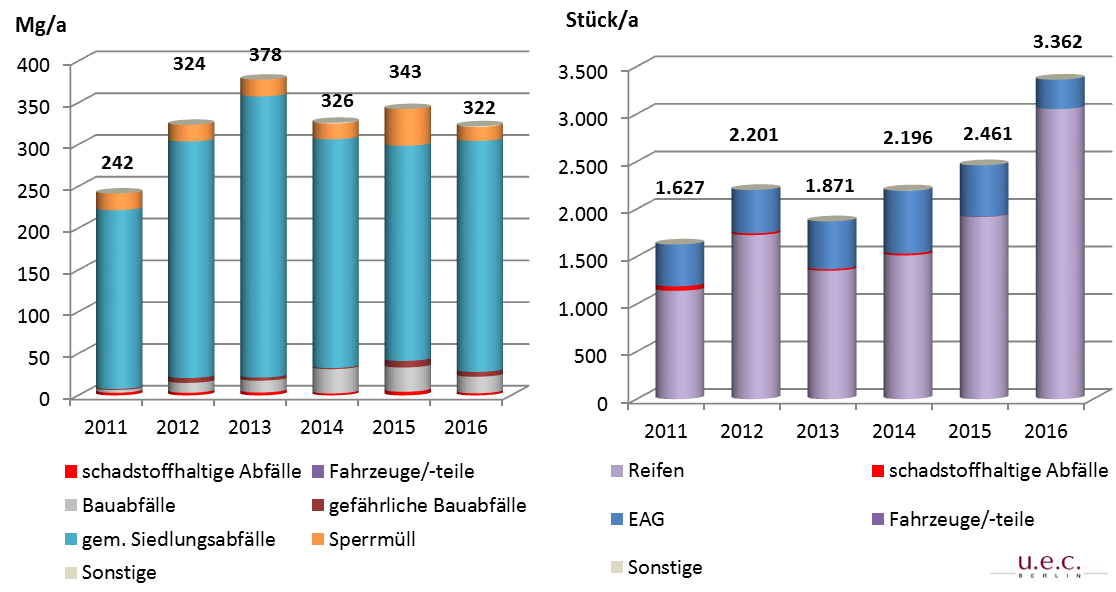 Mg/a
400
350
300
250
200
150
100
50
0
242
324
378
326
343
322
2011 2012 2013 2014 2015 2016
schadstoffhaltige Abfälle Fahrzeuge/-teile
Bauabfälle gefährliche Bauabfälle
gem. Siedlungsabfälle Sperrmüll
Sonstige
Stück/a
3.500
3.000
2.500
2.000
1.500
1.000
500
0
1.627
2.201
1.871
2.196
2.461
3.362
2011 2012 2013 2014 2015 2016
Reifen schadstoffhaltige Abfälle
EAG Fahrzeuge/-teile
Sonstige
u.e.c.
BERLIN